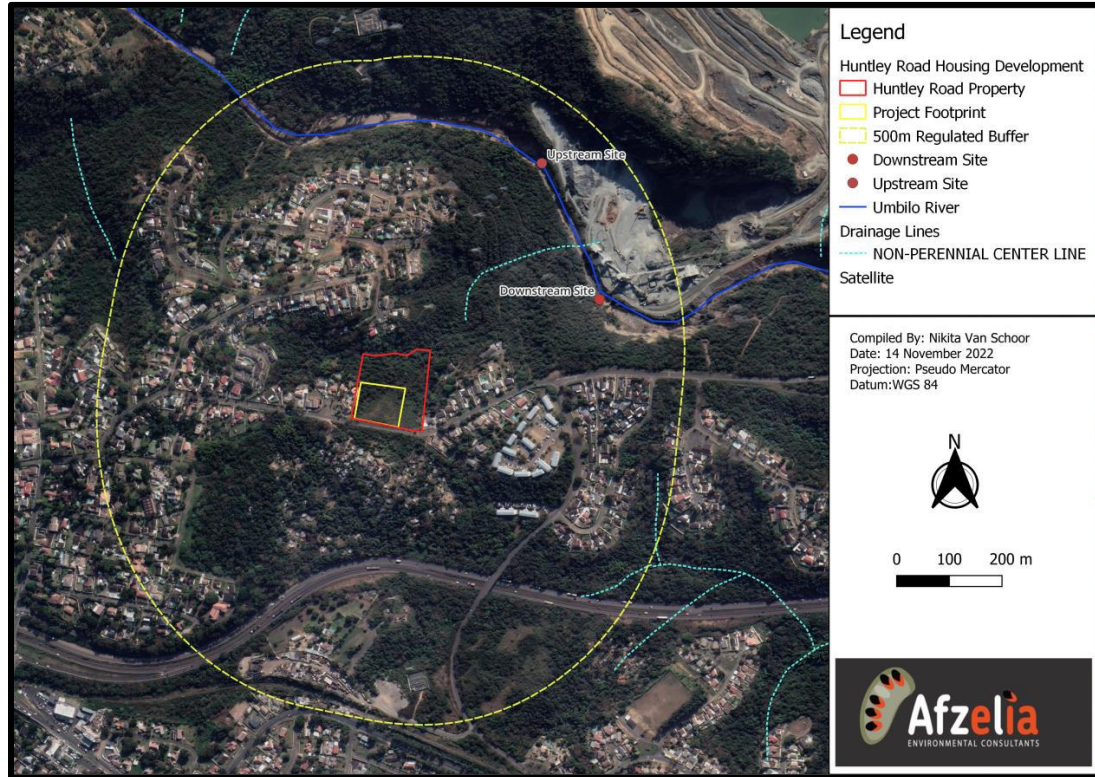 Upstream Site
Downstream Site
Legend
Huntley Road Housing Development
Huntley Road Property
Project Footprint
500m Regulated Buffer
Downstream Site
Upstream Site
Umbilo River
Drainage Lines
NON-PERENNIAL CENTER LINE
Satellite
Compiled By: Nikita Van Schoor
Date: 14 November 2022
Projection: Pseudo Mercator
Datum:WGS 84
N
0 100 200 m
Afzelia
ENVIRONMENTAL CONSULTANTS